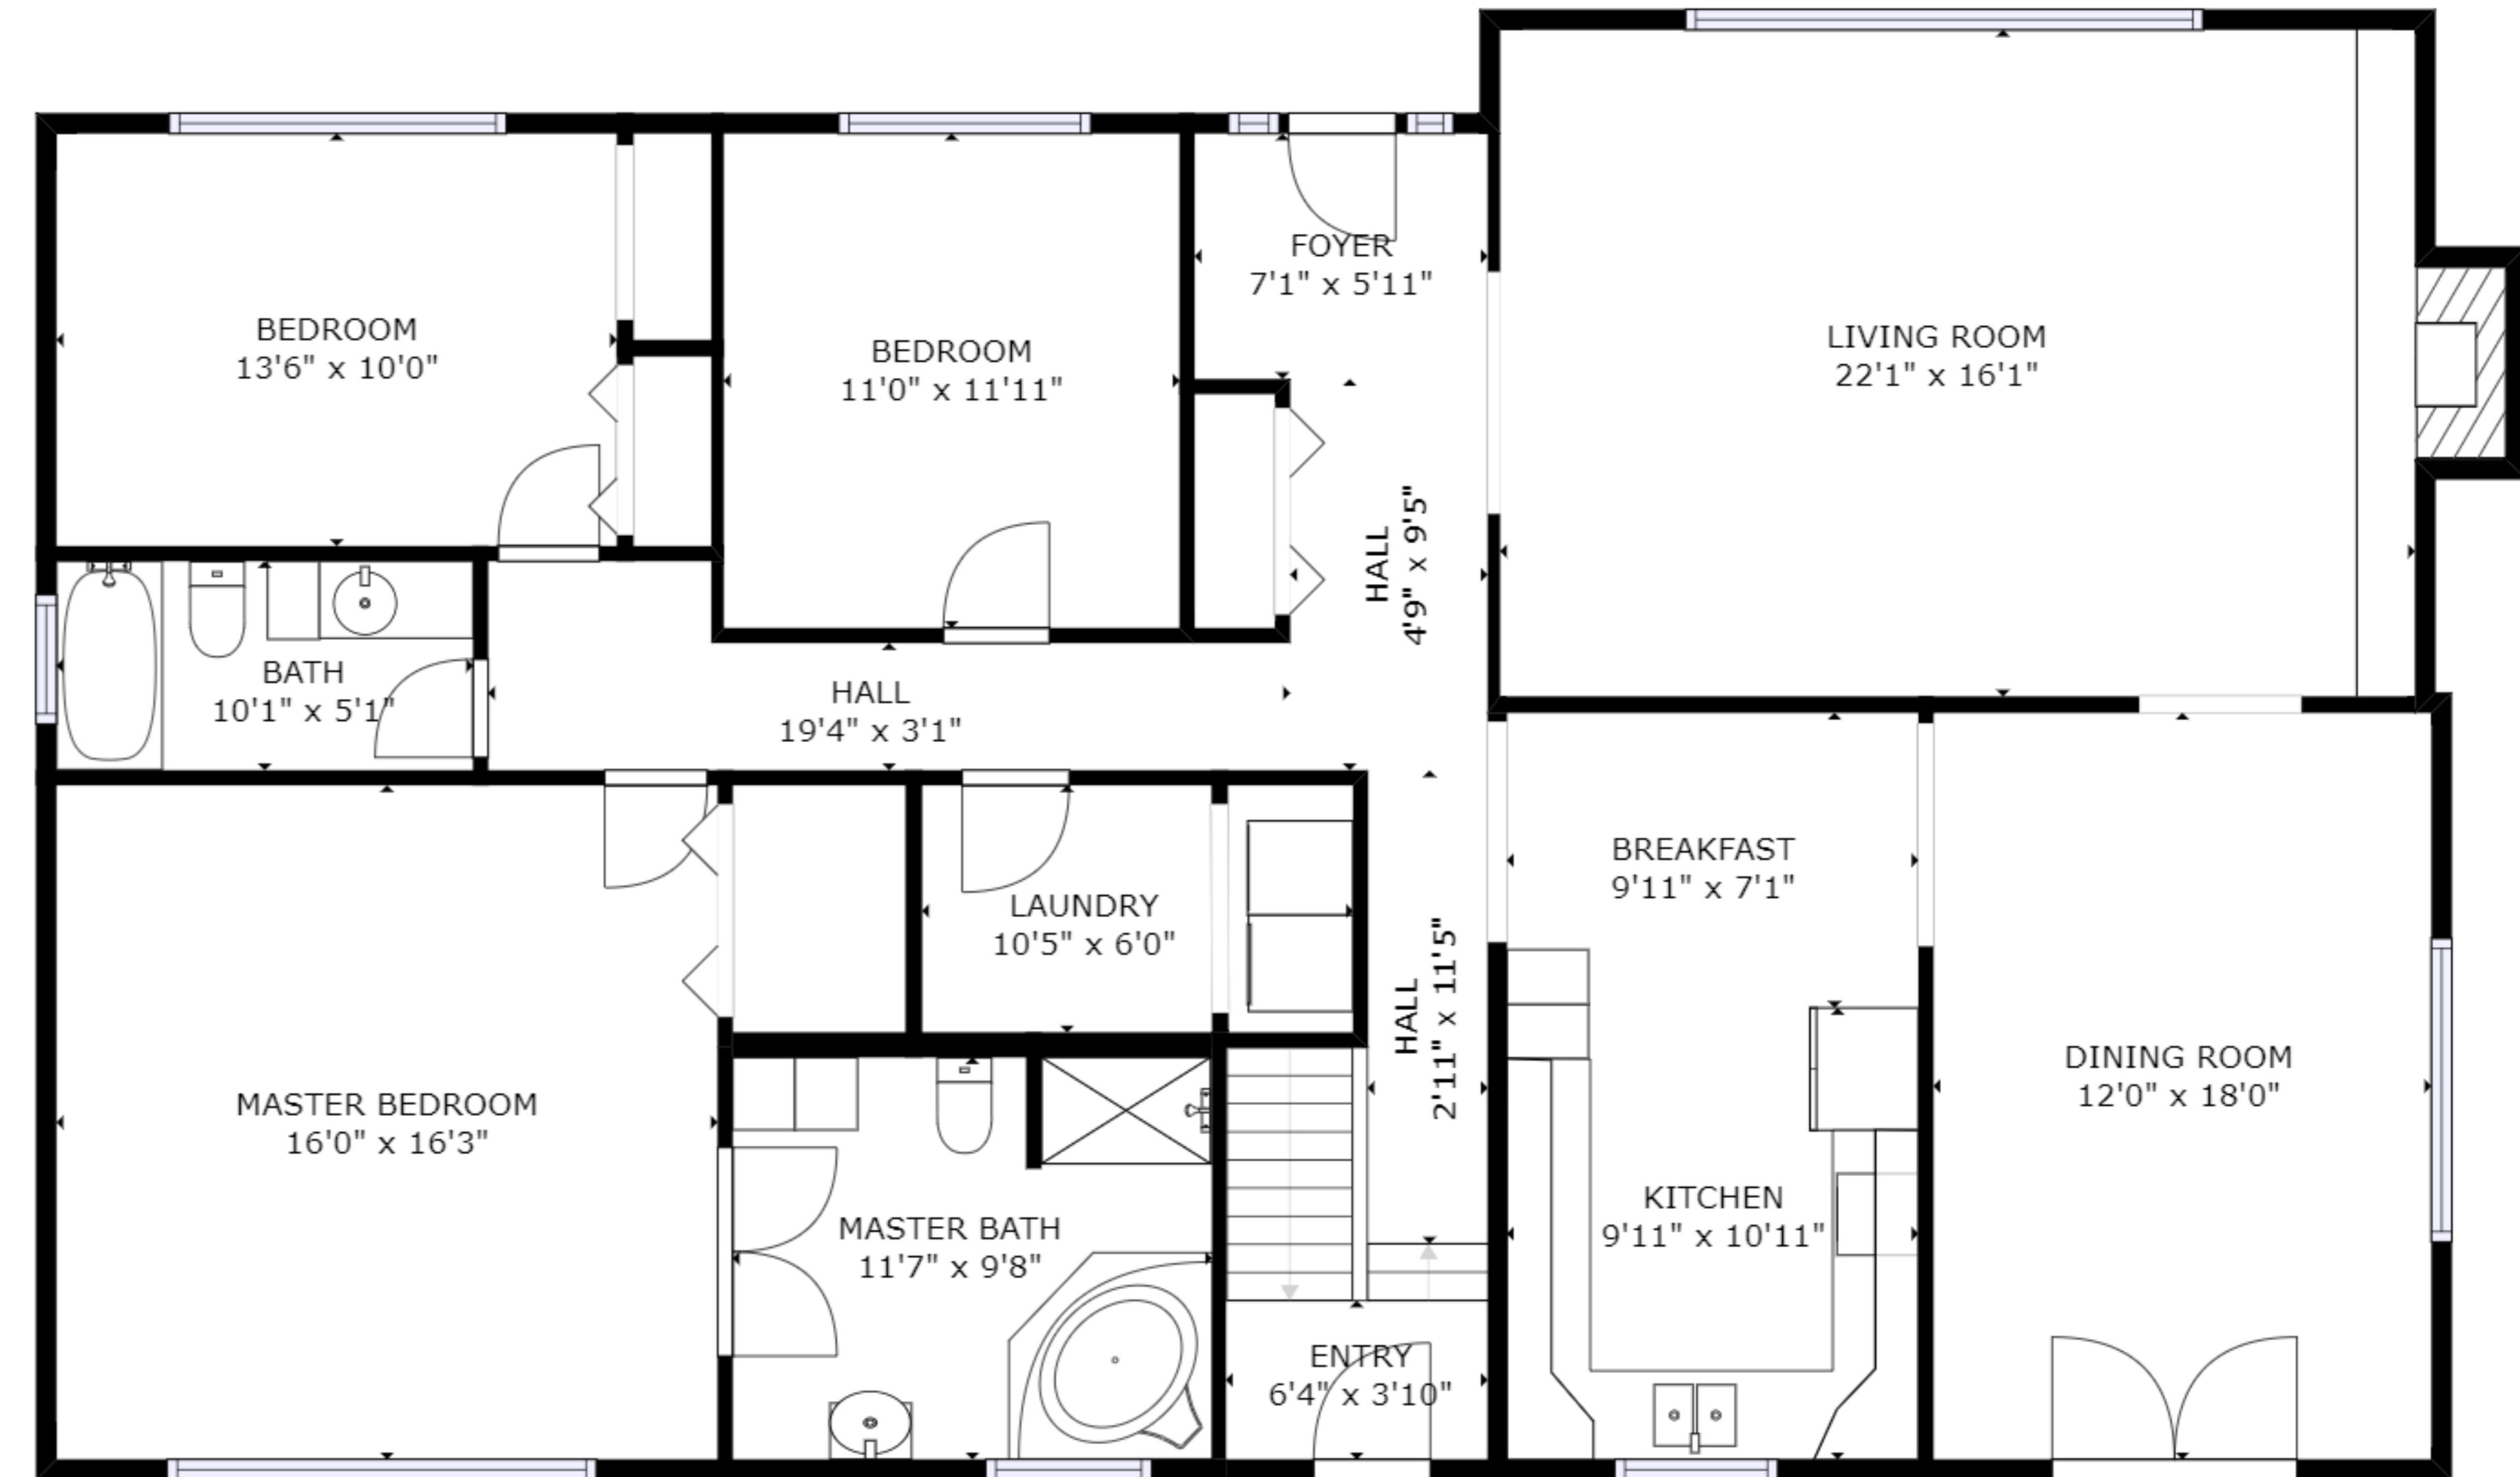 FOYER
7'1" x 5'11"
BEDROOM
13'6" x 10'0"
BEDROOM
11'0" x 11'11"
LIVING ROOM
22'1" x 16'1"
HALL
4'9" x 9'5"
BATH
10'1" x 5'1"
HALL
19'4" x 3'1"
BREAKFAST
9'11" x 7'1"
LAUNDRY
10'5" x 6'0"
HALL
2'11" x 11'5"
MASTER BEDROOM
16'0" x 16'3"
DINING ROOM
12'0" x 18'0"
MASTER BATH
11'7" x 9'8"
KITCHEN
9'11" x 10'11"
ENTRY
6'4" x 3'10"